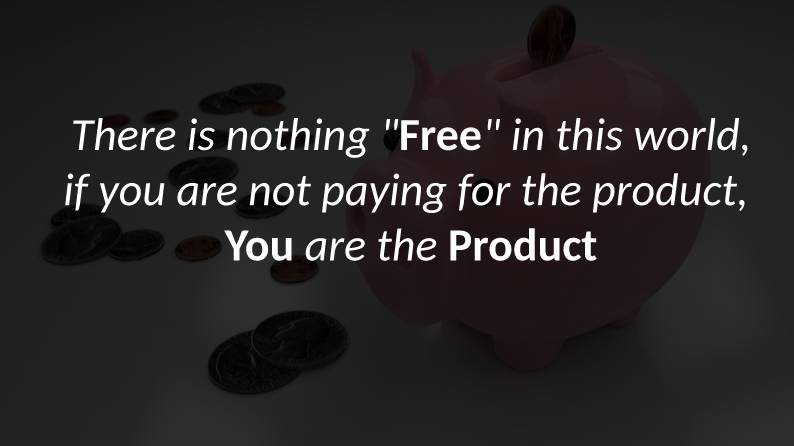 There is nothing "Free" in this world,
if you are not paying for the product,
You are the Product